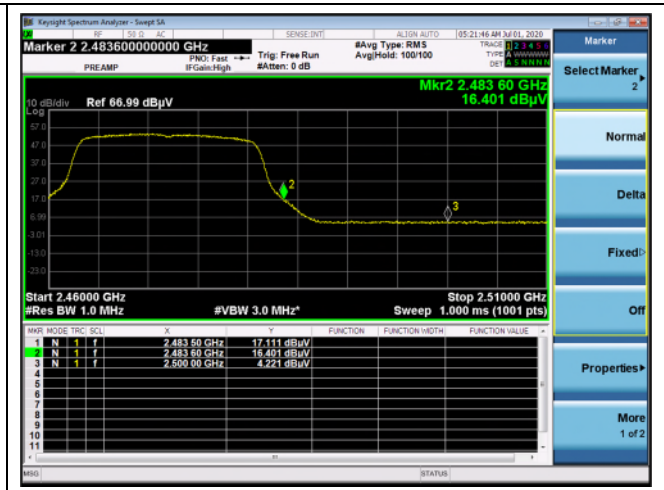 Keysight Spectrum Analyzer - Swept SA
RF 50 Ω AC SENSE:INT ALIGN AUTO 05:21:46 AM Jul 01, 2020
Marker 2 2.483600000000 GHz
PREAMP
PNO: Fast
IFGain:High
Trig: Free Run
#Atten: 0 dB
#Avg Type: RMS
Avg|Hold: 100/100
TRACE 1 2 3 4 5 6
TYPE A WWWWW
DET A S N N N N
Mkr2 2.483 60 GHz
16.401 dBµV
10 dB/div Ref 66.99 dBµV
Log
57.0
47.0
37.0
27.0
17.0
6.99
-3.01
-13.0
-23.0
2
3
Start 2.46000 GHz Stop 2.51000 GHz
#Res BW 1.0 MHz #VBW 3.0 MHz* Sweep 1.000 ms (1001 pts)
MKR MODE TRC SCL X Y FUNCTION FUNCTION WIDTH FUNCTION VALUE
1 N 1 f 2.483 50 GHz 17.111 dBµV
2 N 1 f 2.483 60 GHz 16.401 dBµV
3 N 1 f 2.500 00 GHz 4.221 dBµV
4
5
6
7
8
9
10
11
MSG STATUS
Marker
Select Marker
2
Normal
Delta
Fixed
Off
Properties
More
1 of 2